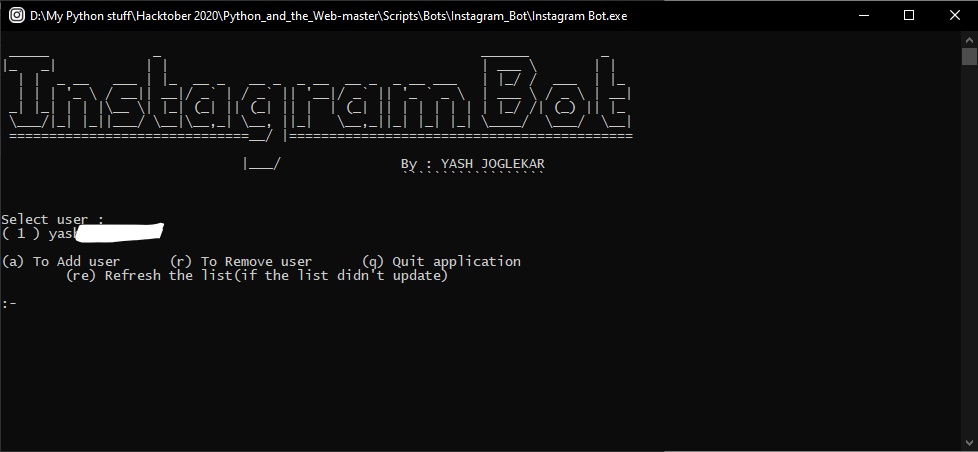 D:\My Python stuff\Hacktober 2020\Python_and_the_Web-master\Scripts\Bots\Instagram_Bot\Instagram Bot.exe
Instagram Bot
By : YASH JOGLEKAR
Select user :
( 1 ) yash
(a) To Add user (r) To Remove user (q) Quit application
(re) Refresh the list(if the list didn't update)
:-